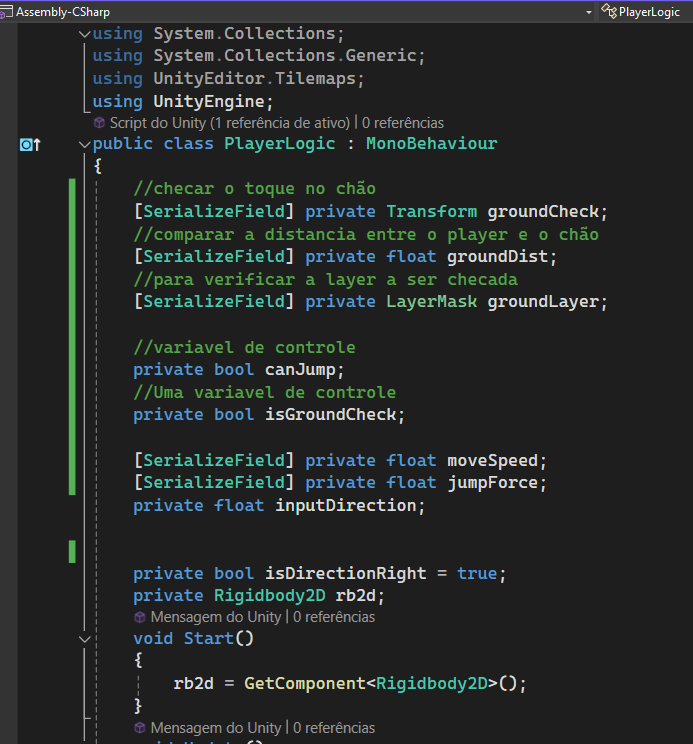 Assembly-CSharp
PlayerLogic
using System.Collections;
using System.Collections.Generic;
using UnityEditor.Tilemaps;
using UnityEngine;
Script do Unity (1 referência de ativo) | 0 referências
public class PlayerLogic : MonoBehaviour
{
//checar o toque no chão
[SerializeField] private Transform groundCheck;
//comparar a distancia entre o player e o chão
[SerializeField] private float groundDist;
//para verificar a layer a ser checada
[SerializeField] private LayerMask groundLayer;
//variavel de controle
private bool canJump;
//Uma variavel de controle
private bool isGroundCheck;
[SerializeField] private float moveSpeed;
[SerializeField] private float jumpForce;
private float inputDirection;
private bool isDirectionRight = true;
private Rigidbody2D rb2d;
Mensagem do Unity | 0 referências
void Start()
{
rb2d = GetComponent<Rigidbody2D>();
}
Mensagem do Unity | 0 referências